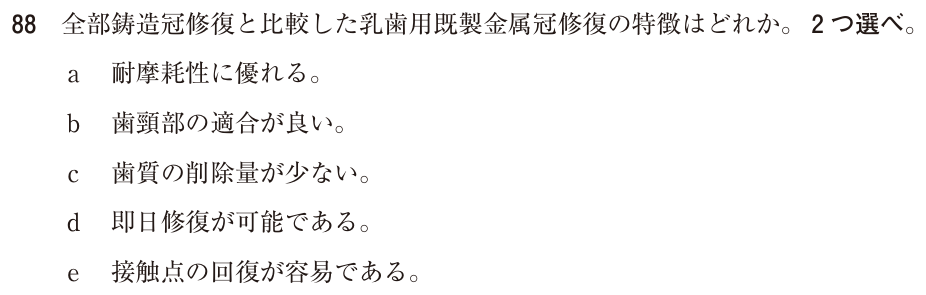 88 全部鋳造冠修復と比較した乳歯用既製金属冠修復の特徴はどれか。2つ選べ。
a 耐摩耗性に優れる。
b 歯頸部の適合が良い。
c 歯質の削除量が少ない。
d 即日修復が可能である。
e 接触点の回復が容易である。